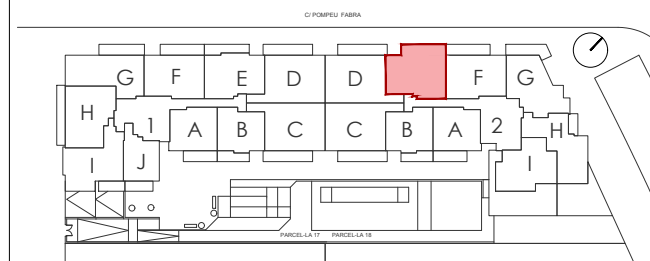 C/ POMPEU FABRA
G F E D D F G
H 1 A B C C B A 2 H
I J I
PARCEL·LA 17 PARCEL·LA 18